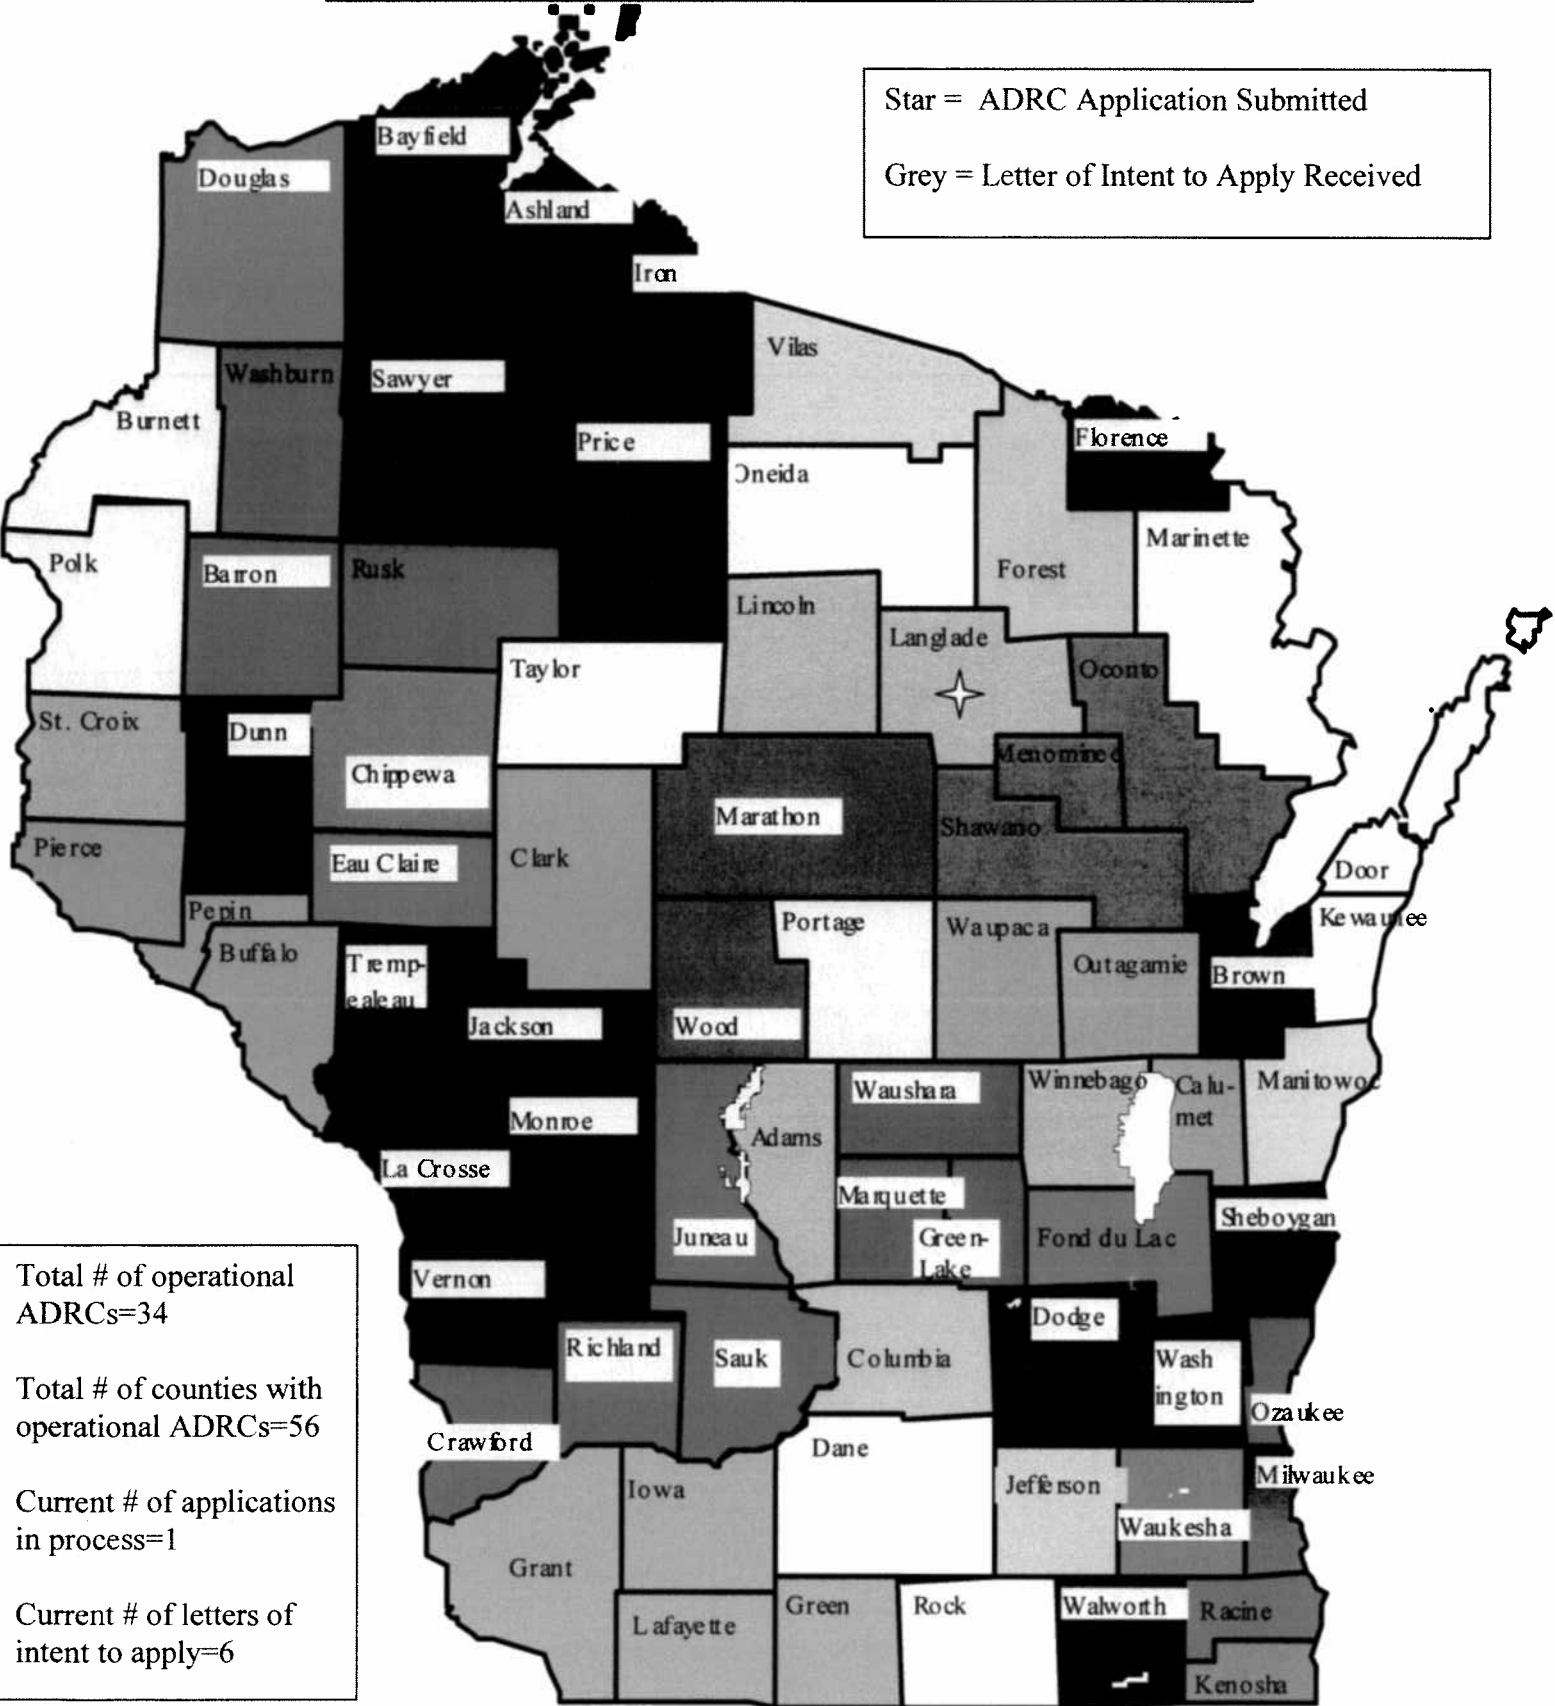 Star = ADRC Application Submitted
Grey = Letter of Intent to Apply Received
Bayfield
Douglas
Ashland
Iron
Vilas
Washburn
Sawyer
Burnett
Price
Florence
Oneida
Marinette
Polk
Barron
Rusk
Forest
Lincoln
Langlade
Taylor
Oconto
St. Croix
Dunn
Chippewa
Menominee
Marathon
Shawano
Pierce
Eau Claire
Clark
Door
Pepin
Portage
Waupaca
Kewaunee
Buffalo
Tremp-
ealeau
Outagamie
Brown
Jackson
Wood
Waushara
Winnebago
Calu-
met
Manitowoc
Monroe
Adams
La Crosse
Marquette
Juneau
Green-
Lake
Fond du Lac
Sheboygan
Vernon
Dodge
Richland
Sauk
Columbia
Wash
ington
Ozaukee
Crawford
Dane
Iowa
Jefferson
Milwaukee
Waukesha
Grant
Lafayette
Green
Rock
Walworth
Racine
Kenosha
Total # of operational
ADRCs=34
Total # of counties with
operational ADRCs=56
Current # of applications
in process=1
Current # of letters of
intent to apply=6